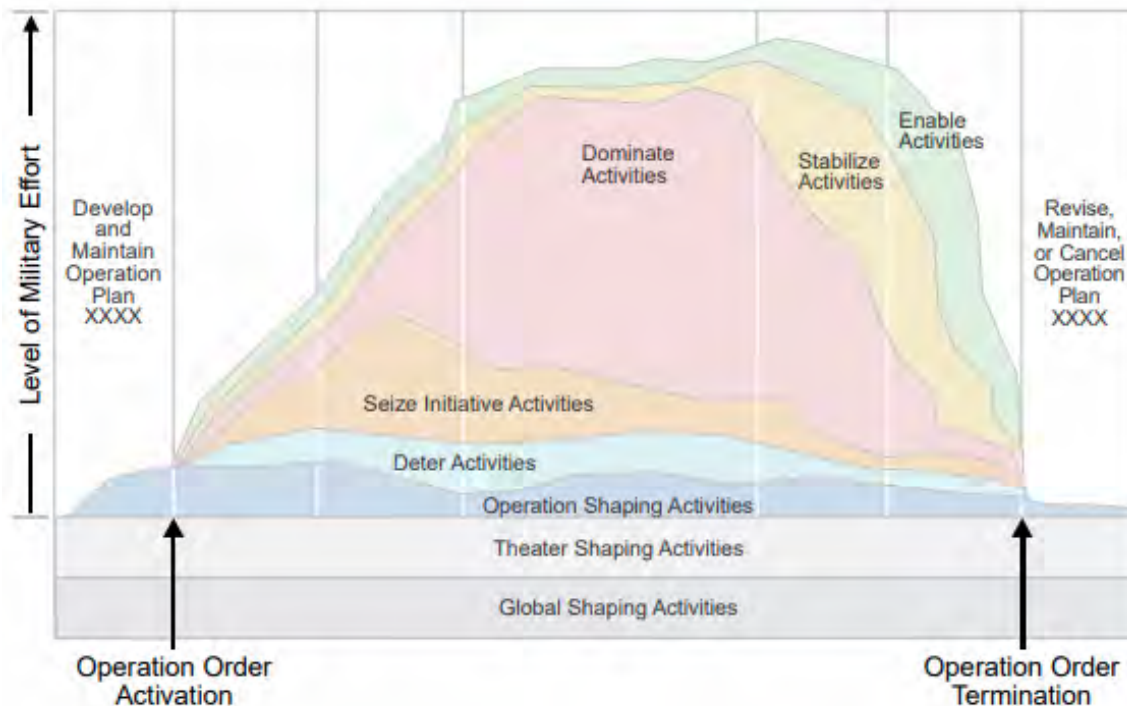 Level of Military Effort
Develop
and
Maintain
Operation
Plan
XXXX
Dominate
Activities
Stabilize
Activities
Enable
Activities
Revise,
Maintain,
or Cancel
Operation
Plan
XXXX
Seize Initiative Activities
Deter Activities
Operation Shaping Activities
Theater Shaping Activities
Global Shaping Activities
Operation Order
Activation
Operation Order
Termination